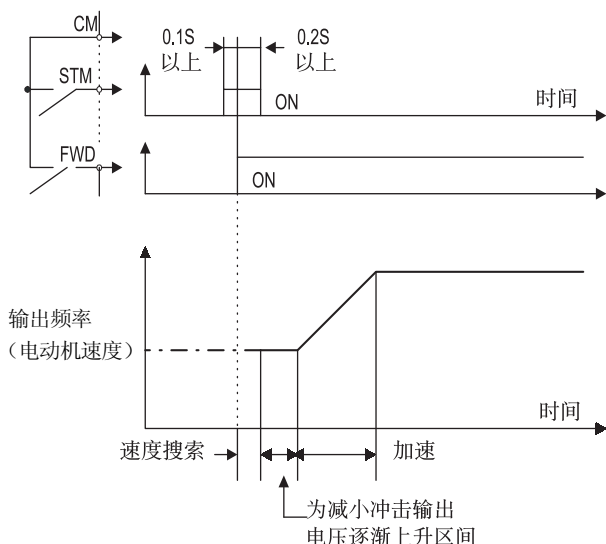 CM
0.1S
以上
0.2S
以上
STM
ON
时间
FWD
ON
输出频率
（电动机速度）
时间
速度搜索
加速
为减小冲击输出
电压逐渐上升区间